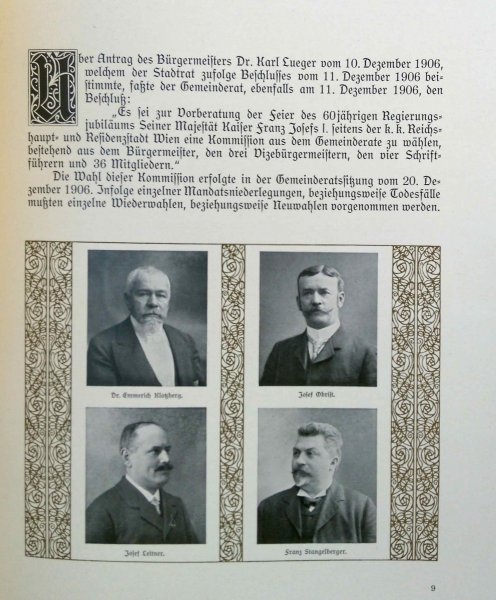 Über Antrag des Bürgermeisters Dr. Karl Lueger vom 10. Dezember 1906,
welchem der Stadtrat zufolge Beschlusses vom 11. Dezember 1906 bei-
stimmte, faßte der Gemeinderat, ebenfalls am 11. Dezember 1906, den
Beschluß:
„Es sei zur Vorberatung der Feier des 60jährigen Regierungs-
jubiläums Seiner Majestät Kaiser Franz Josefs I. seitens der k. k. Reichs-
haupt- und Residenzstadt Wien eine Kommission aus dem Gemeinderate zu wählen,
bestehend aus dem Bürgermeister, den drei Vizebürgermeistern, den vier Schrift-
führern und 36 Mitgliedern.“
Die Wahl dieser Kommission erfolgte in der Gemeinderatssitzung vom 20. De-
zember 1906. Infolge einzelner Mandatsniederlegungen, beziehungsweise Todesfälle
mußten einzelne Wiederwahlen, beziehungsweise Neuwahlen vorgenommen werden.
Dr. Emmerich Klotzberg.
Josef Obrist.
Josef Leitner.
Franz Stangelberger.
9